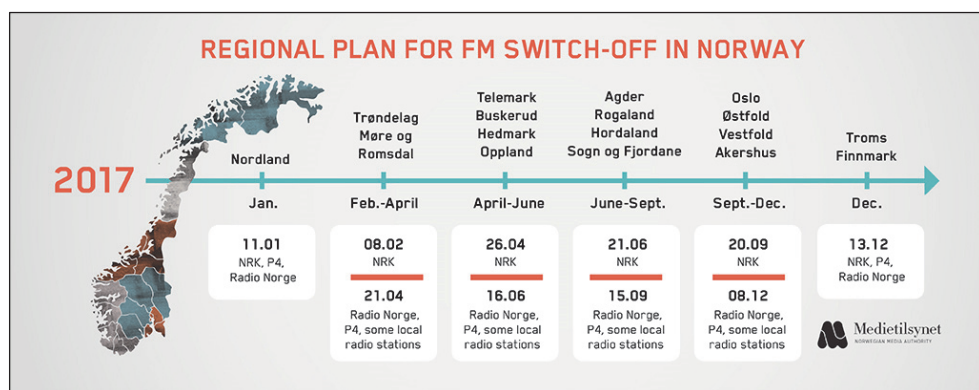 REGIONAL PLAN FOR FM SWITCH-OFF IN NORWAY
2017
Nordland
Jan.
11.01
NRK, P4,
Radio Norge
Trøndelag
Møre og
Romsdal
Feb.-April
08.02
NRK
21.04
Radio Norge,
P4, some local
radio stations
Telemark
Buskerud
Hedmark
Oppland
April-June
26.04
NRK
16.06
Radio Norge,
P4, some local
radio stations
Agder
Rogaland
Hordaland
Sogn og Fjordane
June-Sept.
21.06
NRK
15.09
Radio Norge,
P4, some local
radio stations
Oslo
Østfold
Vestfold
Akershus
Sept.-Dec.
20.09
NRK
08.12
Radio Norge,
P4, some local
radio stations
Troms
Finnmark
Dec.
13.12
NRK, P4,
Radio Norge
Medietilsynet
NORWEGIAN MEDIA AUTHORITY